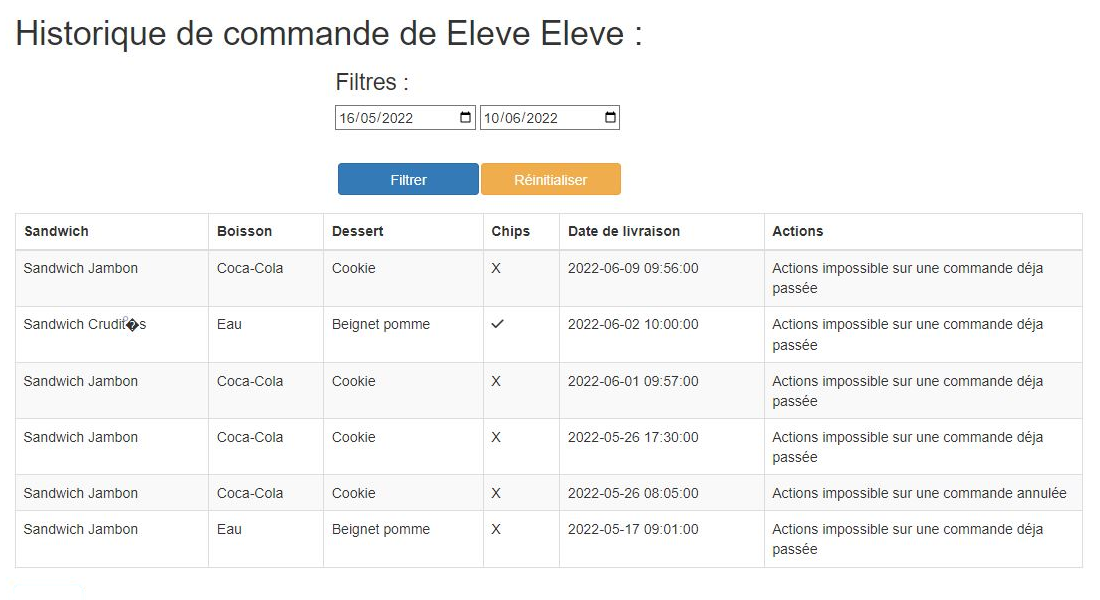 Historique de commande de Eleve Eleve :
Filtres :
16/05/2022 10/06/2022
Filtrer Réinitialiser
Sandwich Boisson Dessert Chips Date de livraison Actions
Sandwich Jambon Coca-Cola Cookie X 2022-06-09 09:56:00 Actions impossible sur une commande déja
passée
Sandwich Crudit̊�s Eau Beignet pomme ✓ 2022-06-02 10:00:00 Actions impossible sur une commande déja
passée
Sandwich Jambon Coca-Cola Cookie X 2022-06-01 09:57:00 Actions impossible sur une commande déja
passée
Sandwich Jambon Coca-Cola Cookie X 2022-05-26 17:30:00 Actions impossible sur une commande déja
passée
Sandwich Jambon Coca-Cola Cookie X 2022-05-26 08:05:00 Actions impossible sur une commande annulée
Sandwich Jambon Eau Beignet pomme X 2022-05-17 09:01:00 Actions impossible sur une commande déja
passée